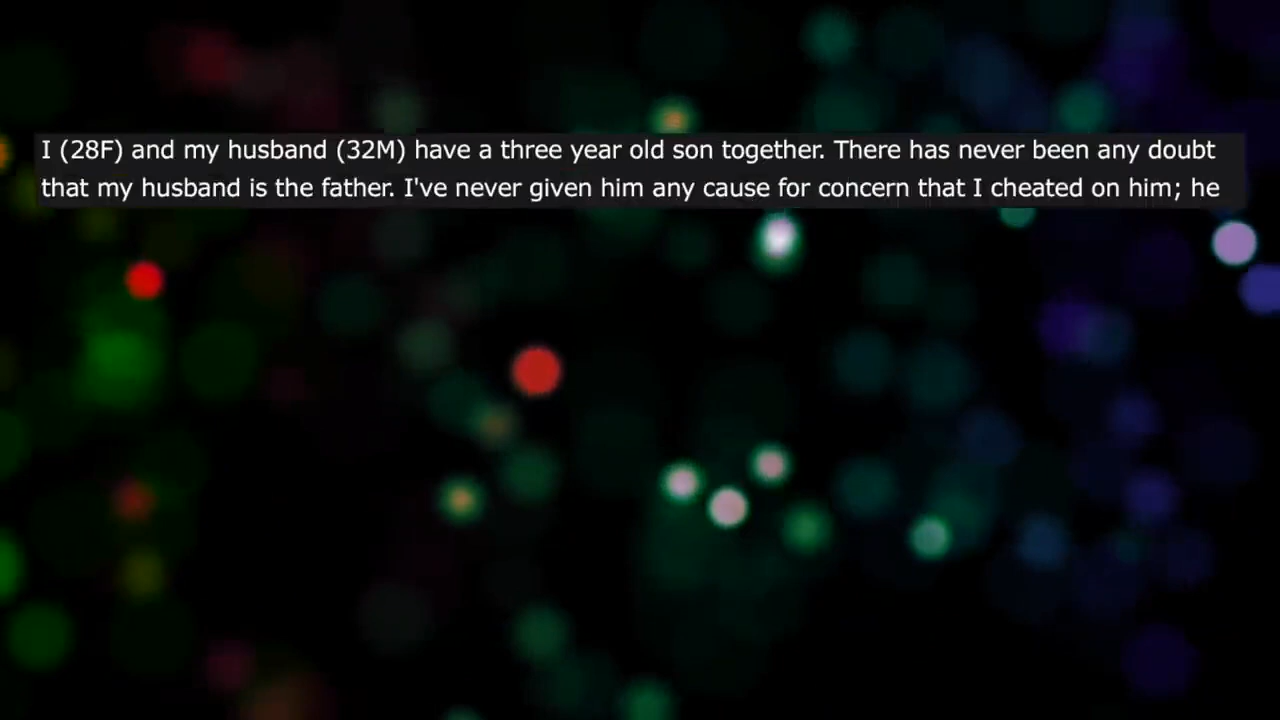 I (28F) and my husband (32M) have a three year old son together. There has never been any doubt
that my husband is the father. I've never given him any cause for concern that I cheated on him; he